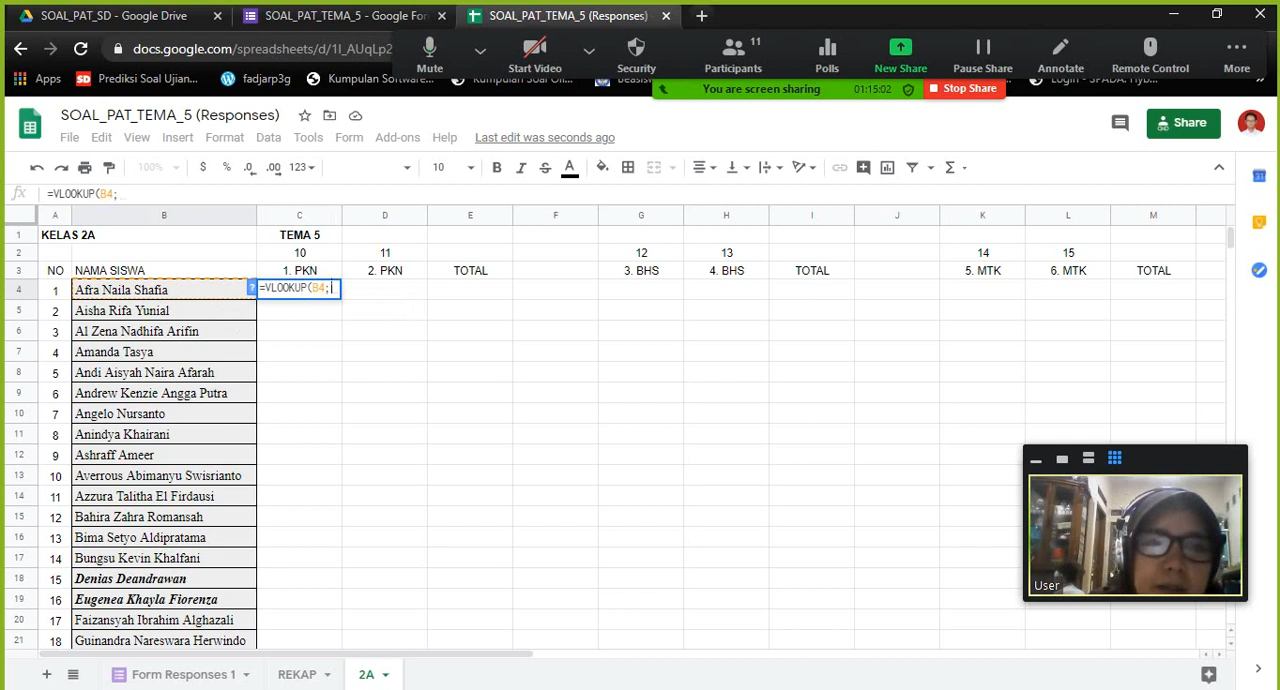 SOAL_PAT_SD - Google Drive
SOAL_PAT_TEMA_5 - Google For
SOAL_PAT_TEMA_5 (Responses)
docs.google.com/spreadsheets/d/1I_AUqLp2
Mute
Start Video
Security
Participants
11
Polls
New Share
Pause Share
Annotate
Remote Control
More
Apps
Prediksi Soal Ujian...
fadjarp3g
Kumpulan Software...
Kumpulan Soal
You are screen sharing
01:15:02
Stop Share
SOAL_PAT_TEMA_5 (Responses)
File Edit View Insert Format Data Tools Form Add-ons Help Last edit was seconds ago
Share
100% $ % .0 .00 123 10 B I S A
fx =VLOOKUP(B4;
A B C D E F G H I J K L M
1 KELAS 2A TEMA 5
2 10 11 12 13 14 15
3 NO NAMA SISWA 1. PKN 2. PKN TOTAL 3. BHS 4. BHS TOTAL 5. MTK 6. MTK TOTAL
4 1 Afra Naila Shafia ? =VLOOKUP(B4;
5 2 Aisha Rifa Yunial
6 3 Al Zena Nadhifa Arifin
7 4 Amanda Tasya
8 5 Andi Aisyah Naira Afarah
9 6 Andrew Kenzie Angga Putra
10 7 Angelo Nursanto
11 8 Anindya Khairani
12 9 Ashraff Ameer
13 10 Averrous Abimanyu Swisrianto
14 11 Azzura Talitha El Firdausi
15 12 Bahira Zahra Romansah
16 13 Bima Setyo Aldipratama
17 14 Bungsu Kevin Khalfani
18 15 Denias Deandrawan
19 16 Eugenea Khayla Fiorenza
20 17 Faizansyah Ibrahim Alghazali
21 18 Guinandra Nareswara Herwindo
User
Form Responses 1
REKAP
2A